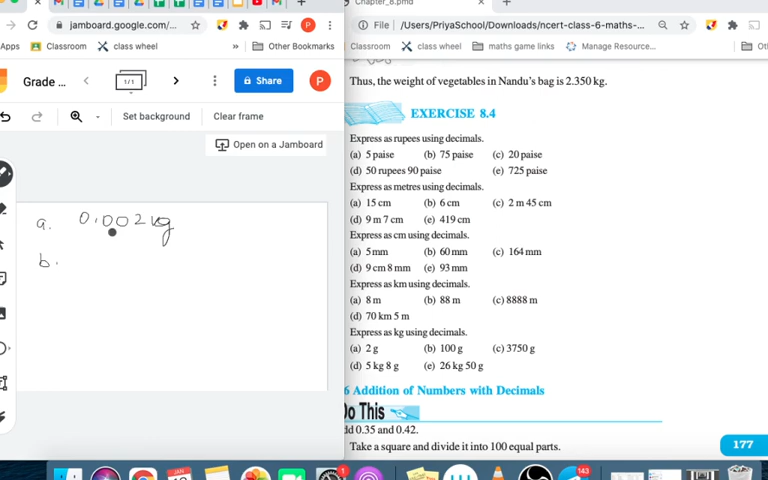 Chapter_6.pmd
jamboard.google.com/...
File /Users/PriyaSchool/Downloads/ncert-class-6-maths-...
Apps Classroom class wheel » Other Bookmarks
Classroom class wheel maths game links Manage Resource...
Grade ... 1/1 Share P
Set background Clear frame
Open on a Jamboard
a. 0.002 kg
b.
Thus, the weight of vegetables in Nandu's bag is 2.350 kg.
EXERCISE 8.4
Express as rupees using decimals.
(a) 5 paise (b) 75 paise (c) 20 paise
(d) 50 rupees 90 paise (e) 725 paise
Express as metres using decimals.
(a) 15 cm (b) 6 cm (c) 2 m 45 cm
(d) 9 m 7 cm (e) 419 cm
Express as cm using decimals.
(a) 5 mm (b) 60 mm (c) 164 mm
(d) 9 cm 8 mm (e) 93 mm
Express as km using decimals.
(a) 8 m (b) 88 m (c) 8888 m
(d) 70 km 5 m
Express as kg using decimals.
(a) 2 g (b) 100 g (c) 3750 g
(d) 5 kg 8 g (e) 26 kg 50 g
6 Addition of Numbers with Decimals
Do This
dd 0.35 and 0.42.
Take a square and divide it into 100 equal parts.
177
143